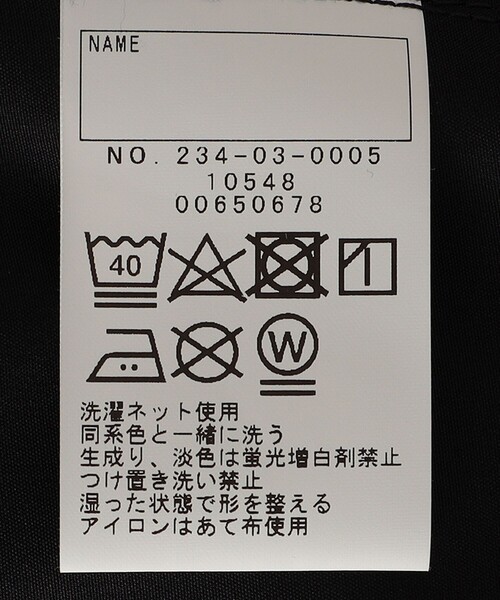 NAME
NO. 234-03-0005
10548
00650678
40
W
洗濯ネット使用
同系色と一緒に洗う
生成り、淡色は蛍光増白剤禁止
つけ置き洗い禁止
湿った状態で形を整える
アイロンはあて布使用